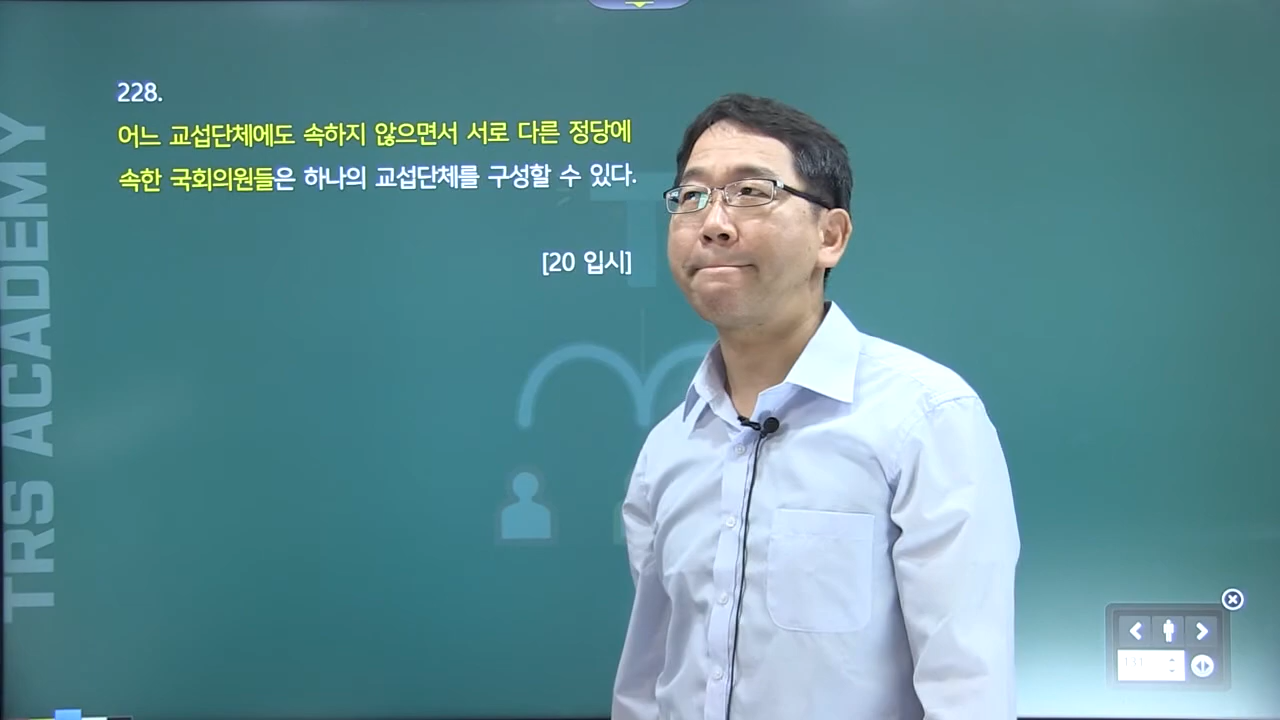 228.
어느 교섭단체에도 속하지 않으면서 서로 다른 정당에
속한 국회의원들은 하나의 교섭단체를 구성할 수 있다.
[20 입시]
TRS ACADEMY